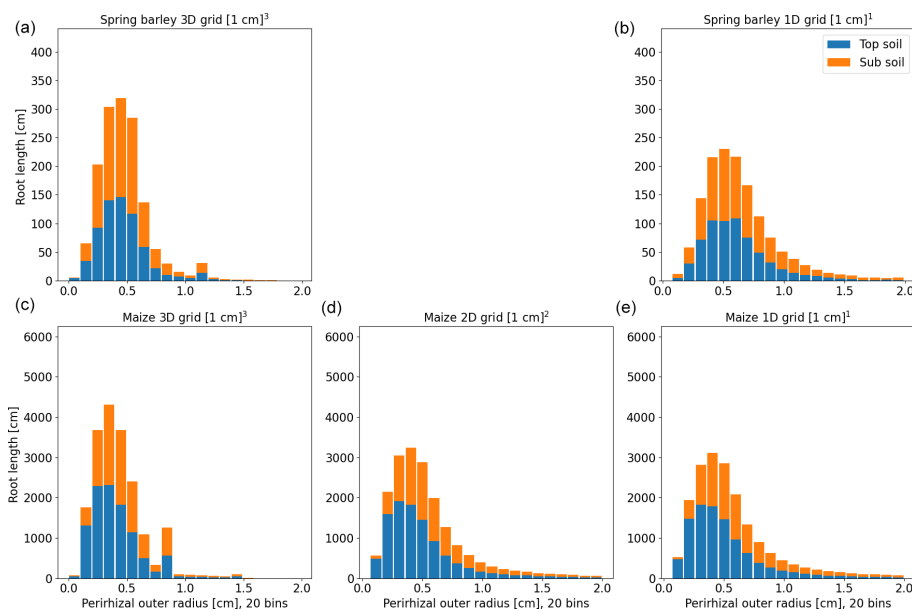 (a)
Spring barley 3D grid [1 cm]³
400
350
300
250
200
150
100
50
0
Root length [cm]
0.0 0.5 1.0 1.5 2.0
(b)
Spring barley 1D grid [1 cm]¹
Top soil
Sub soil
400
350
300
250
200
150
100
50
0
0.0 0.5 1.0 1.5 2.0
(c)
Maize 3D grid [1 cm]³
6000
5000
4000
3000
2000
1000
0
Root length [cm]
0.0 0.5 1.0 1.5 2.0
Perirhizal outer radius [cm], 20 bins
(d)
Maize 2D grid [1 cm]²
6000
5000
4000
3000
2000
1000
0
0.0 0.5 1.0 1.5 2.0
Perirhizal outer radius [cm], 20 bins
(e)
Maize 1D grid [1 cm]¹
6000
5000
4000
3000
2000
1000
0
0.0 0.5 1.0 1.5 2.0
Perirhizal outer radius [cm], 20 bins